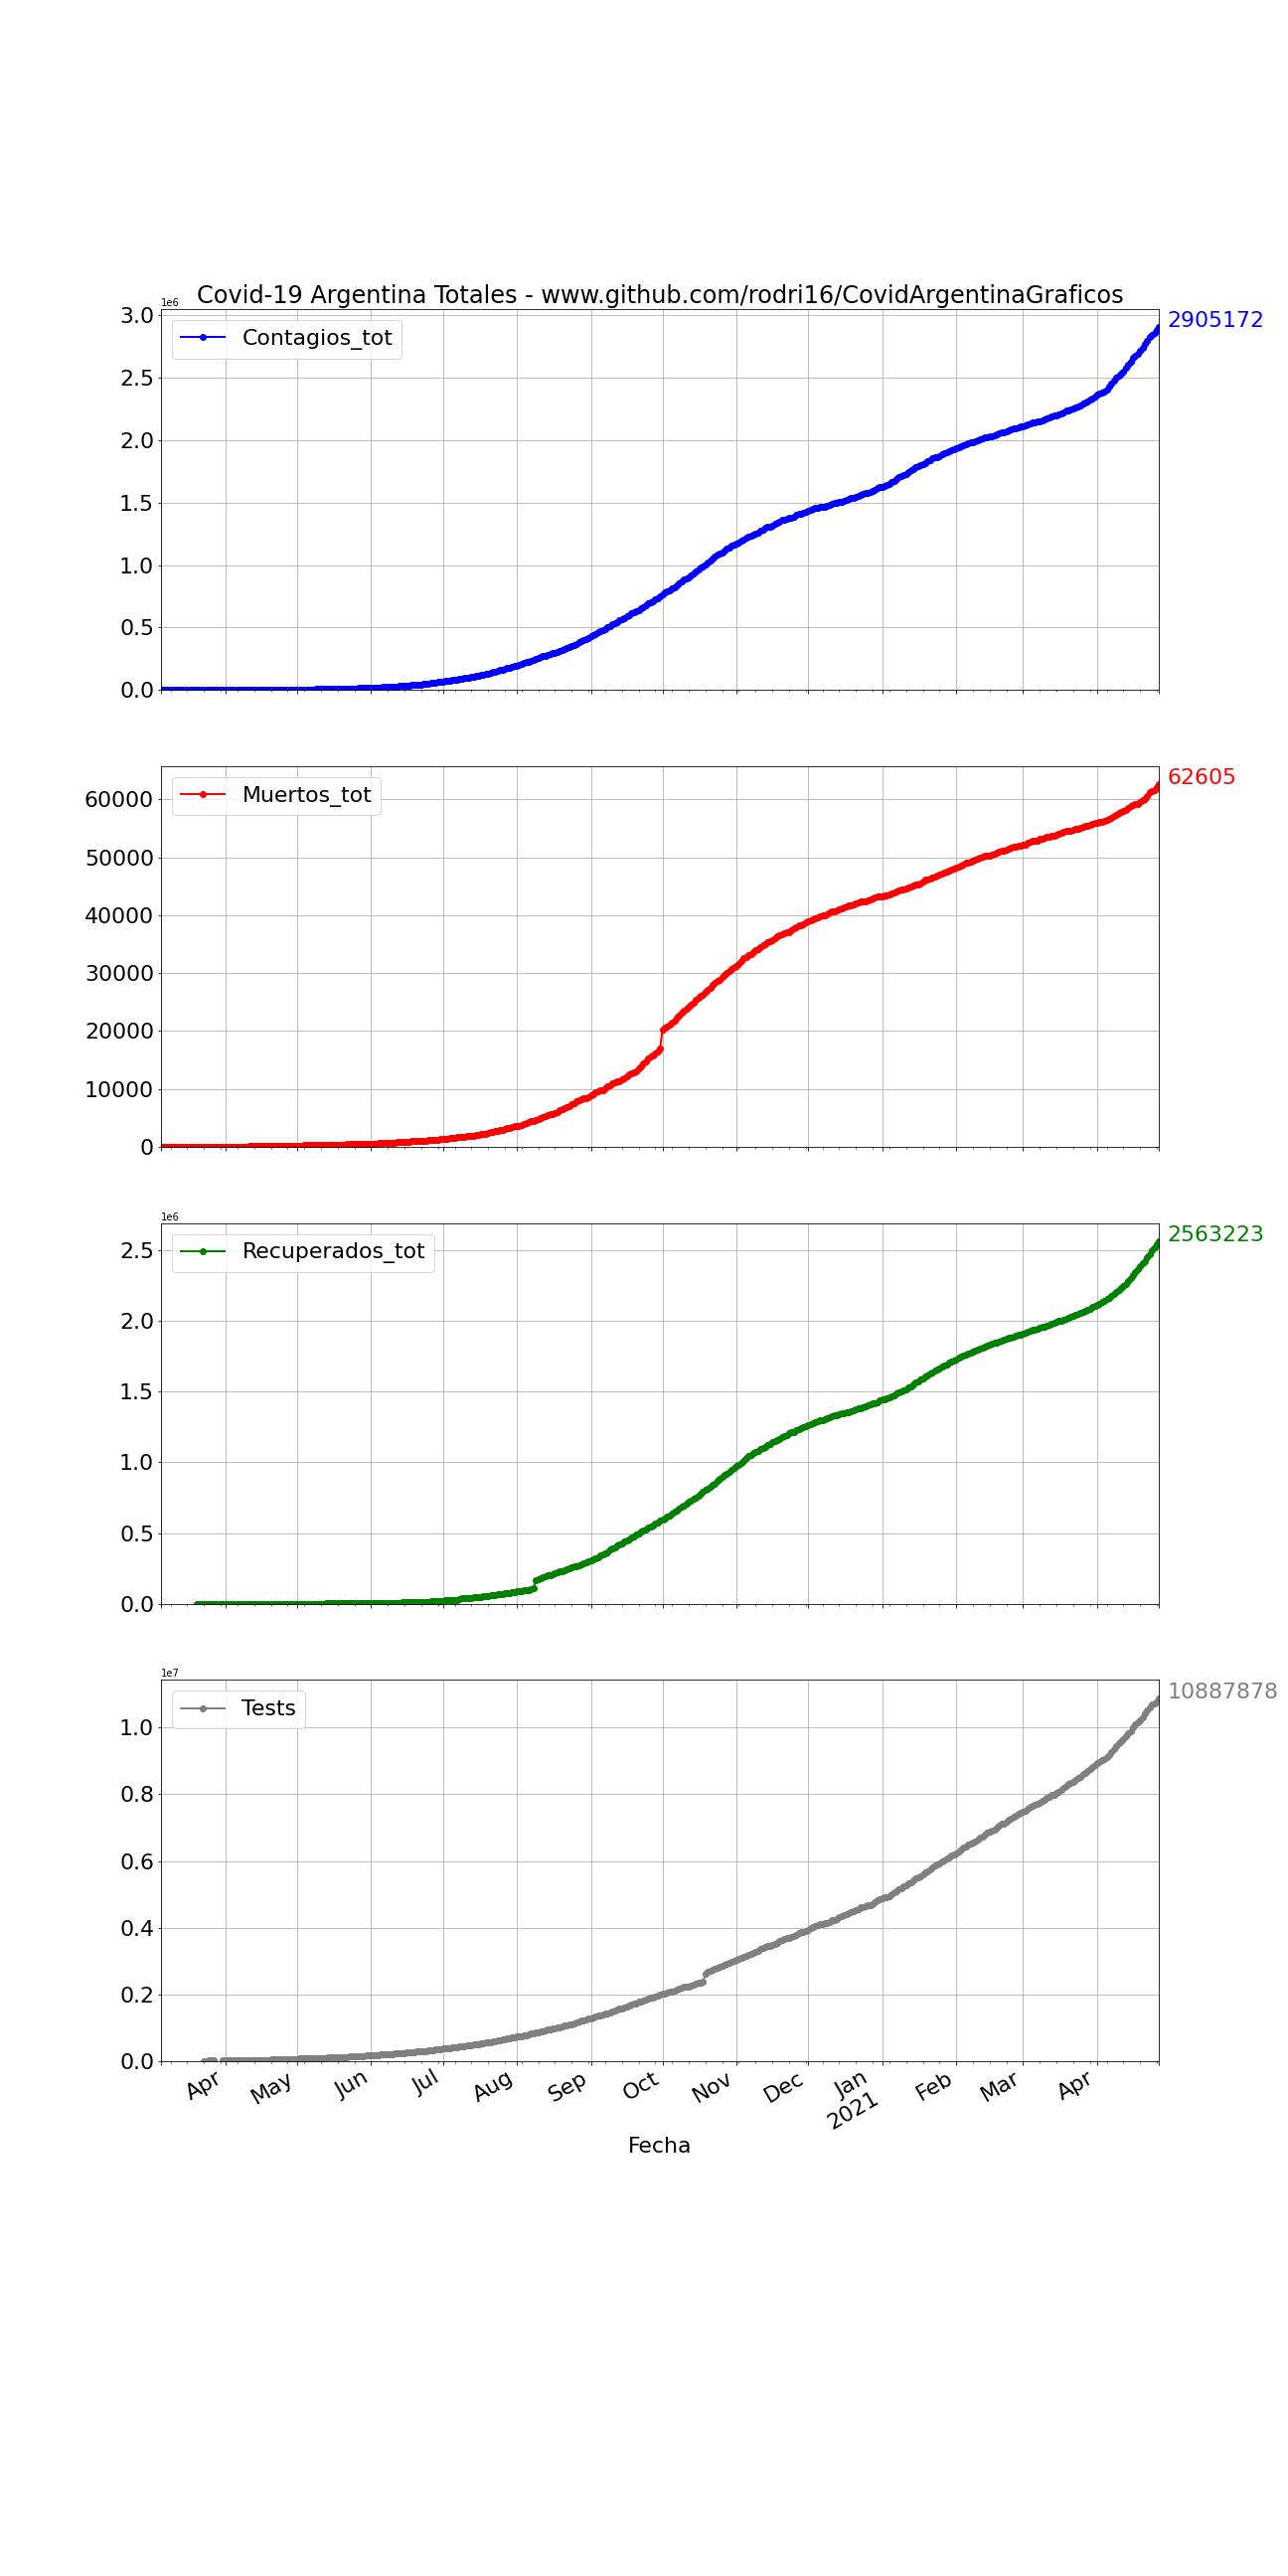 Covid-19 Argentina Totales - www.github.com/rodri16/CovidArgentinaGraficos
1e6
3.0
2.5
2.0
1.5
1.0
0.5
0.0
Contagios_tot
2905172
60000
50000
40000
30000
20000
10000
0
Muertos_tot
62605
1e6
2.5
2.0
1.5
1.0
0.5
0.0
Recuperados_tot
2563223
1e7
1.0
0.8
0.6
0.4
0.2
0.0
Tests
10887878
Apr
May
Jun
Jul
Aug
Sep
Oct
Nov
Dec
Jan
2021
Feb
Mar
Apr
Fecha